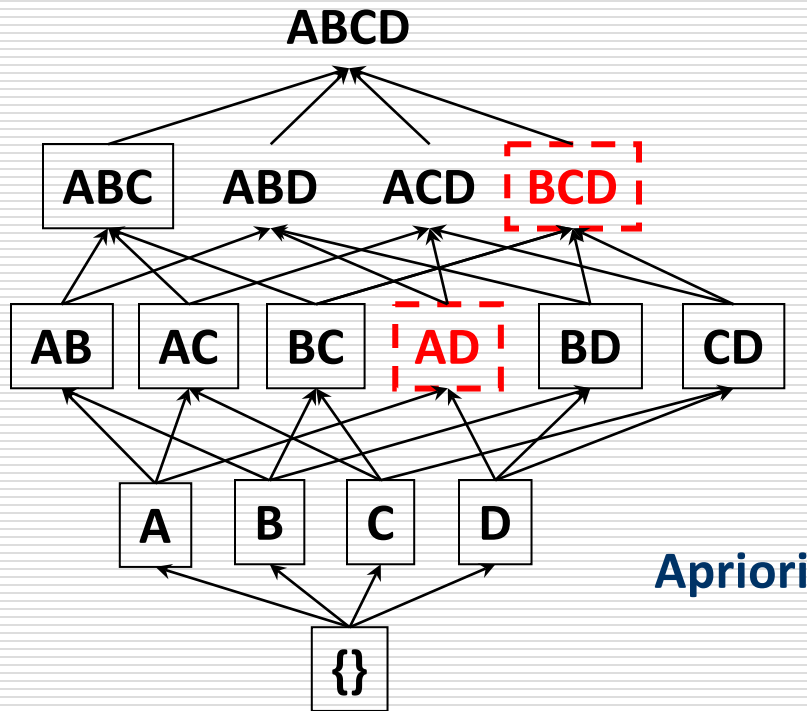 ABCD
ABC ABD ACD BCD
AB AC BC AD BD CD
A B C D
Apriori
{}